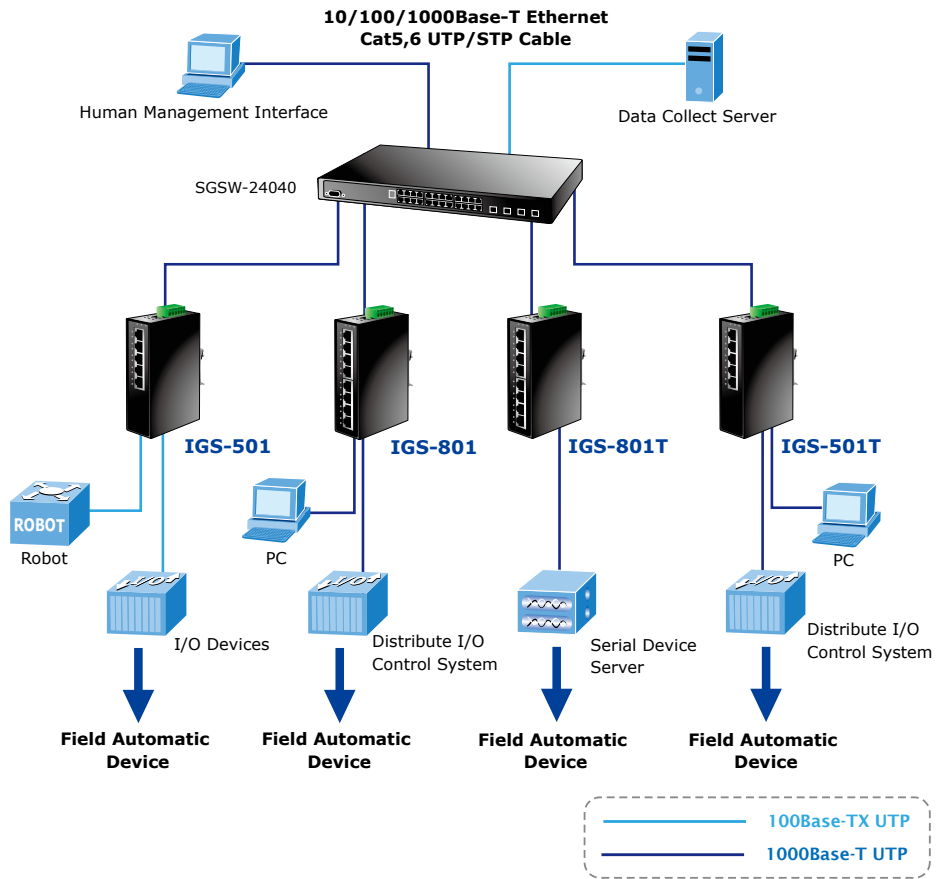 10/100/1000Base-T Ethernet
Cat5,6 UTP/STP Cable
Human Management Interface
Data Collect Server
SGSW-24040
IGS-501
IGS-801
IGS-801T
IGS-501T
ROBOT
Robot
PC
PC
I/O
I/O Devices
I/O
Distribute I/O
Control System
Serial Device
Server
I/O
Distribute I/O
Control System
Field Automatic
Device
Field Automatic
Device
Field Automatic
Device
Field Automatic
Device
100Base-TX UTP
1000Base-T UTP